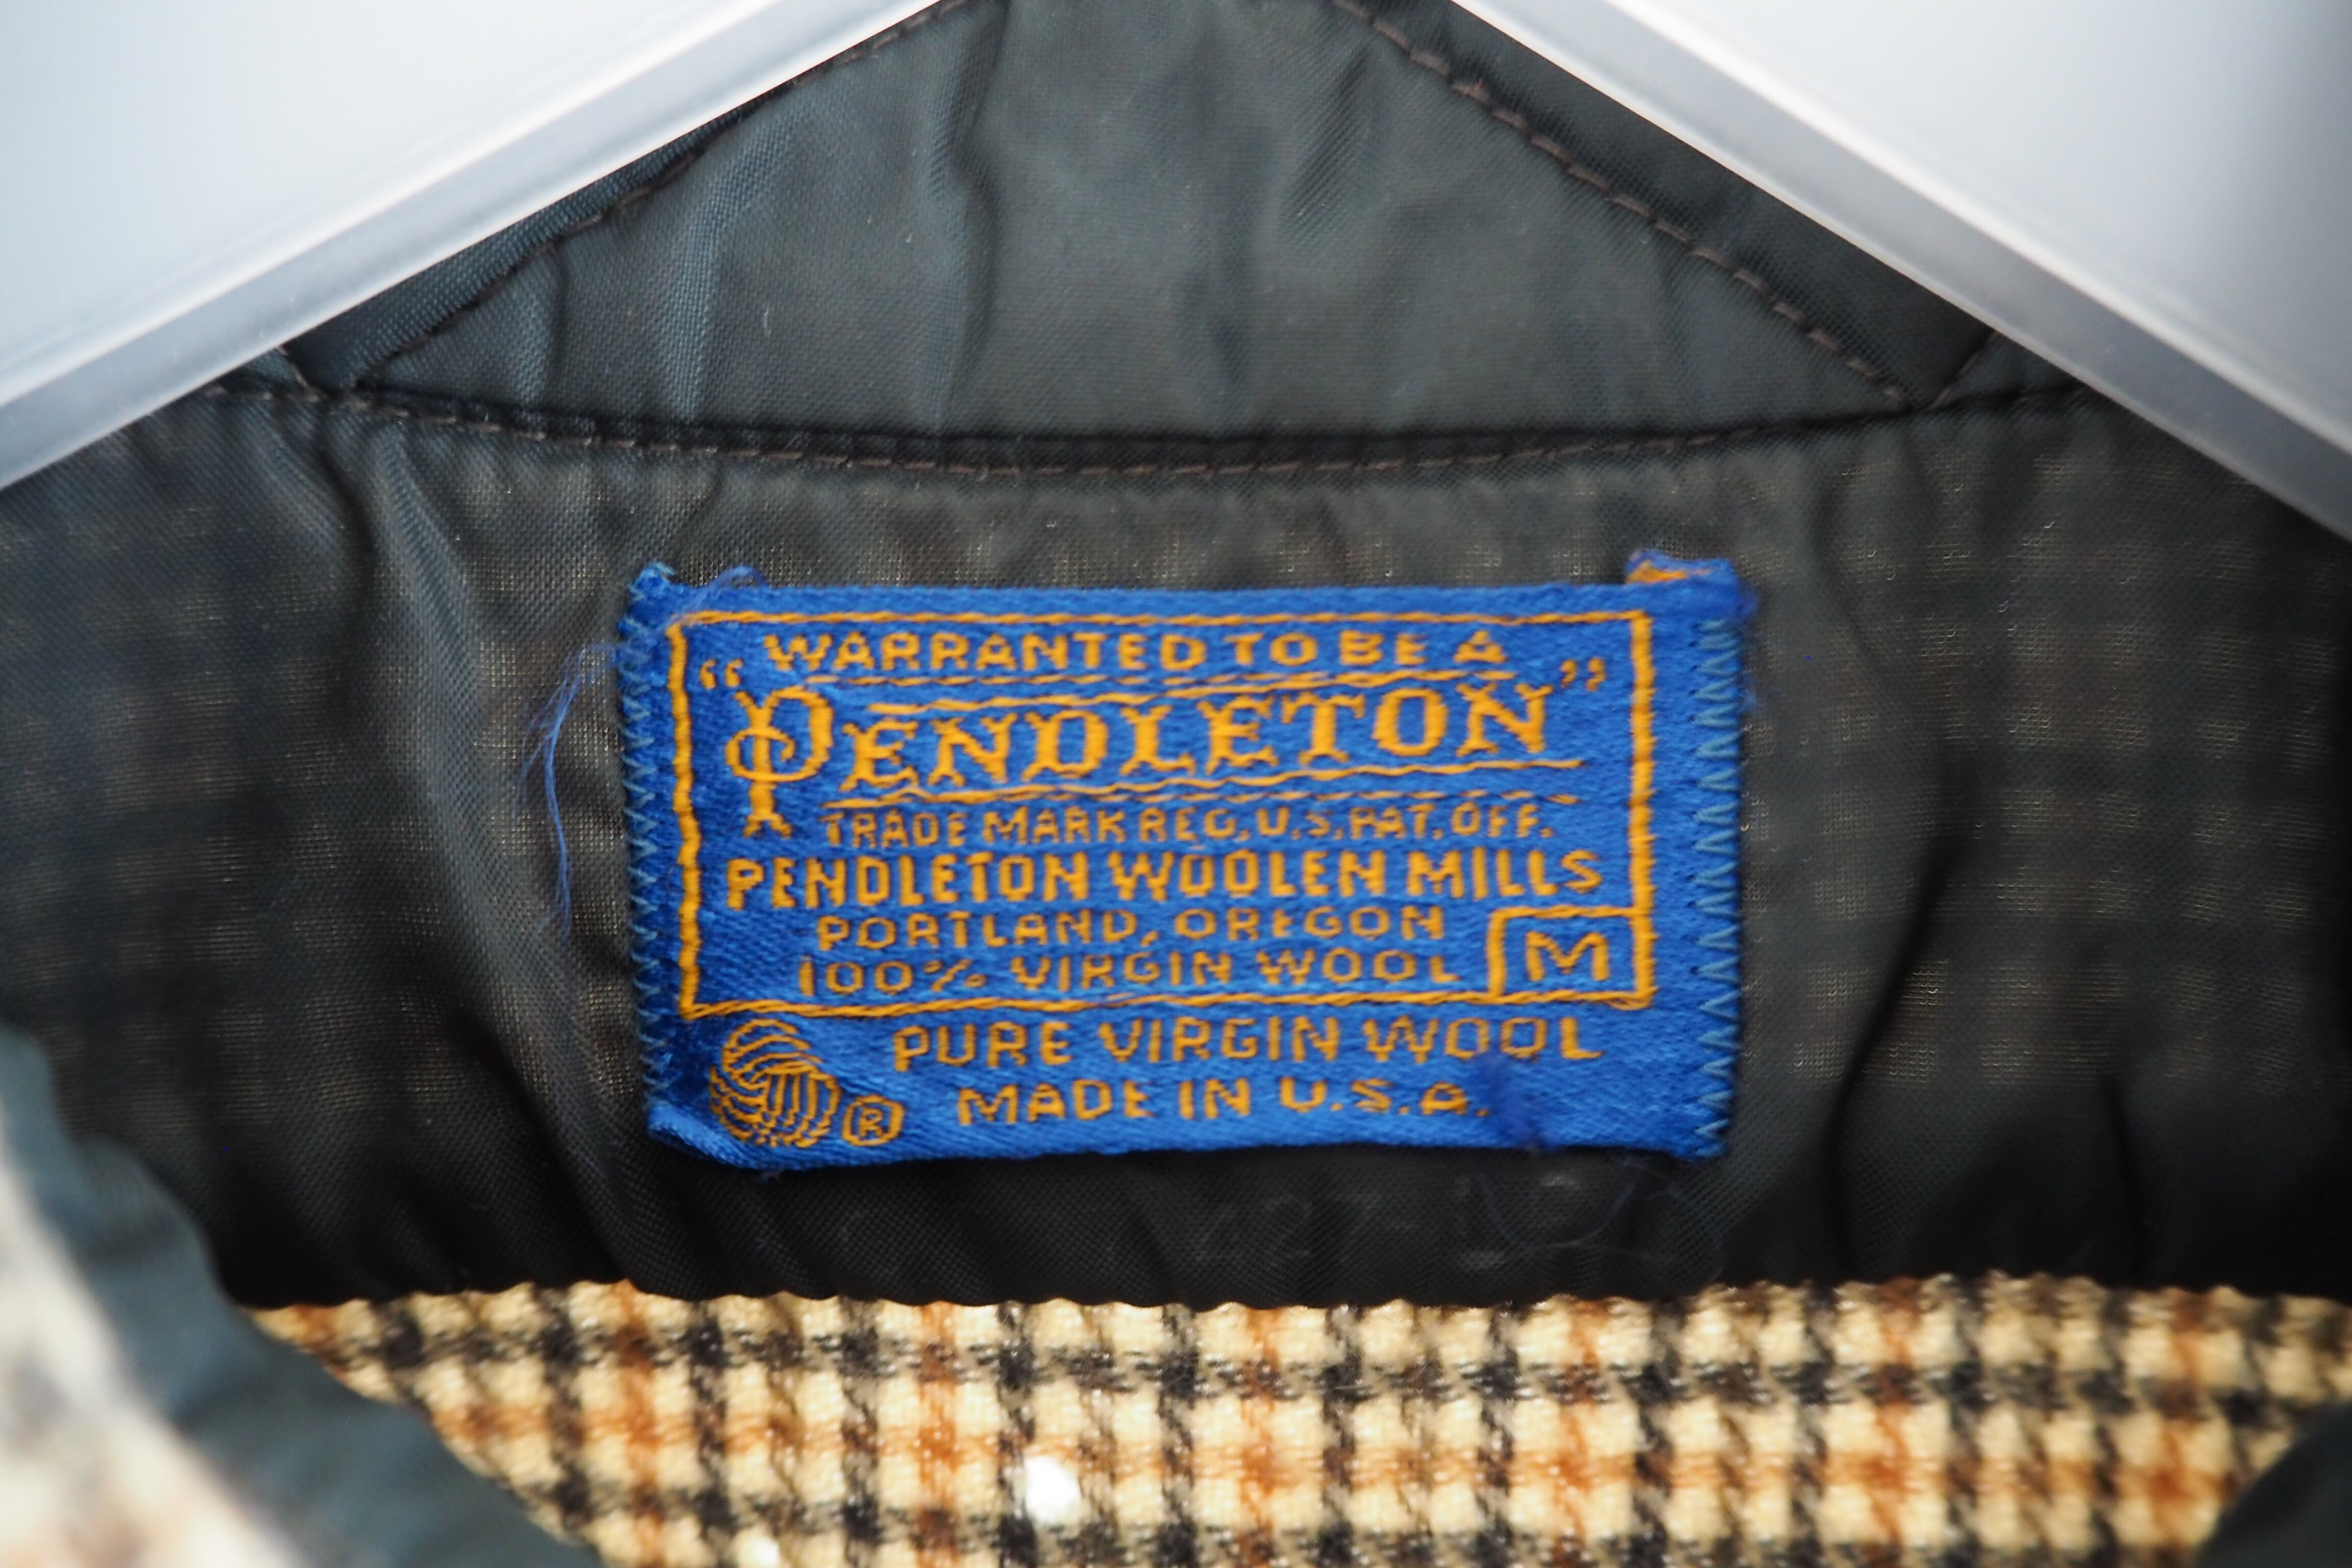 WARRANTED TO BE A
"PENDLETON"
TRADE MARK REG. U.S. PAT. OFF.
PENDLETON WOOLEN MILLS
PORTLAND, OREGON
100% VIRGIN WOOL M
PURE VIRGIN WOOL
® MADE IN U.S.A.